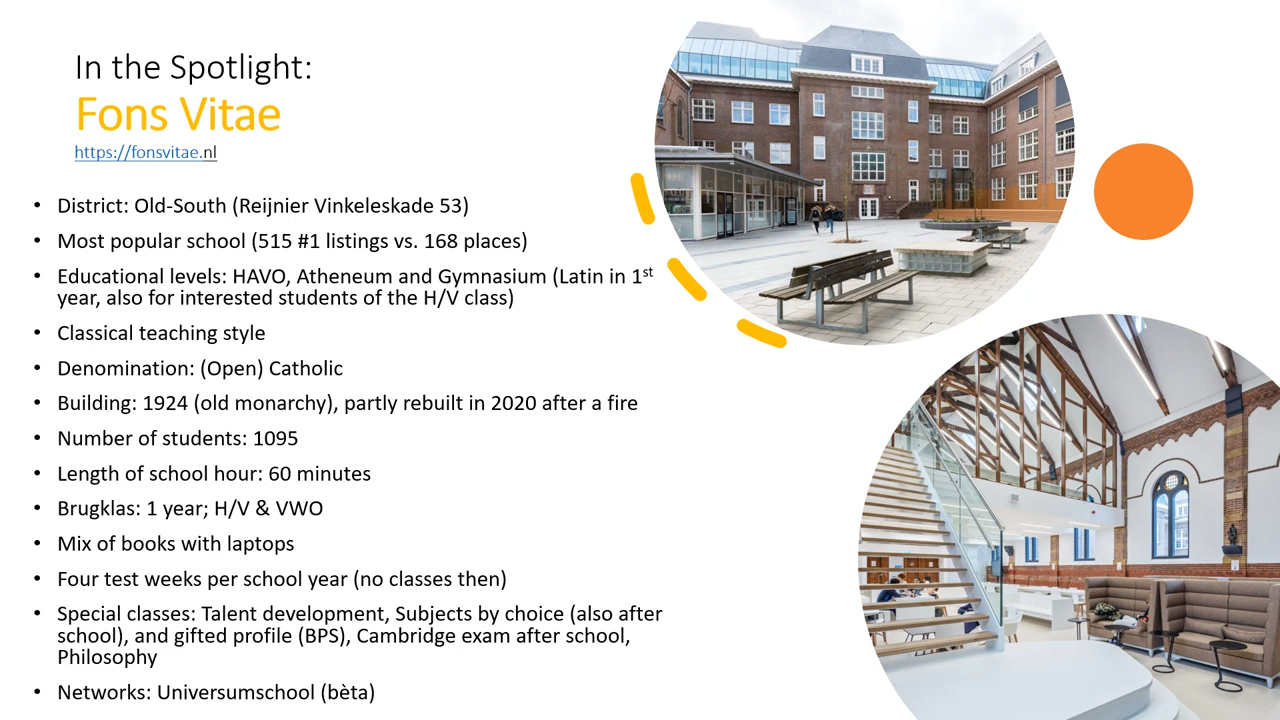 In the Spotlight:
Fons Vitae
https://fonsvitae.nl
• District: Old-South (Reijnier Vinkeleskade 53)
• Most popular school (515 #1 listings vs. 168 places)
• Educational levels: HAVO, Atheneum and Gymnasium (Latin in 1st
year, also for interested students of the H/V class)
• Classical teaching style
• Denomination: (Open) Catholic
• Building: 1924 (old monarchy), partly rebuilt in 2020 after a fire
• Number of students: 1095
• Length of school hour: 60 minutes
• Brugklas: 1 year; H/V & VWO
• Mix of books with laptops
• Four test weeks per school year (no classes then)
• Special classes: Talent development, Subjects by choice (also after
school), and gifted profile (BPS), Cambridge exam after school,
Philosophy
• Networks: Universumschool (bèta)